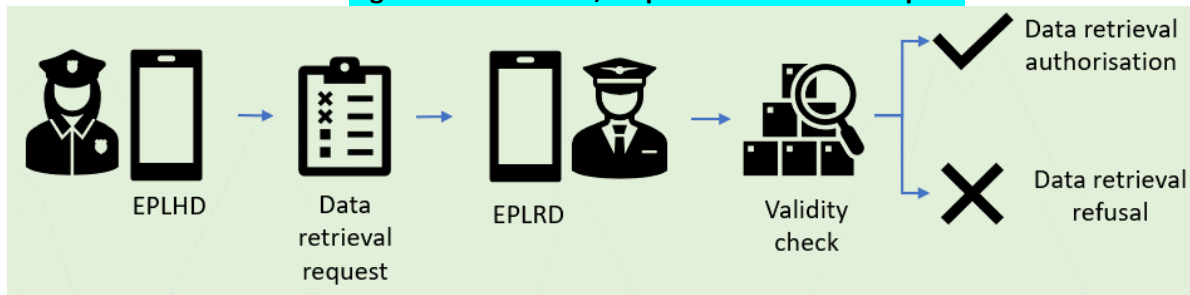 EPLHD
Data
retrieval
request
EPLRD
Validity
check
Data retrieval
authorisation
Data retrieval
refusal